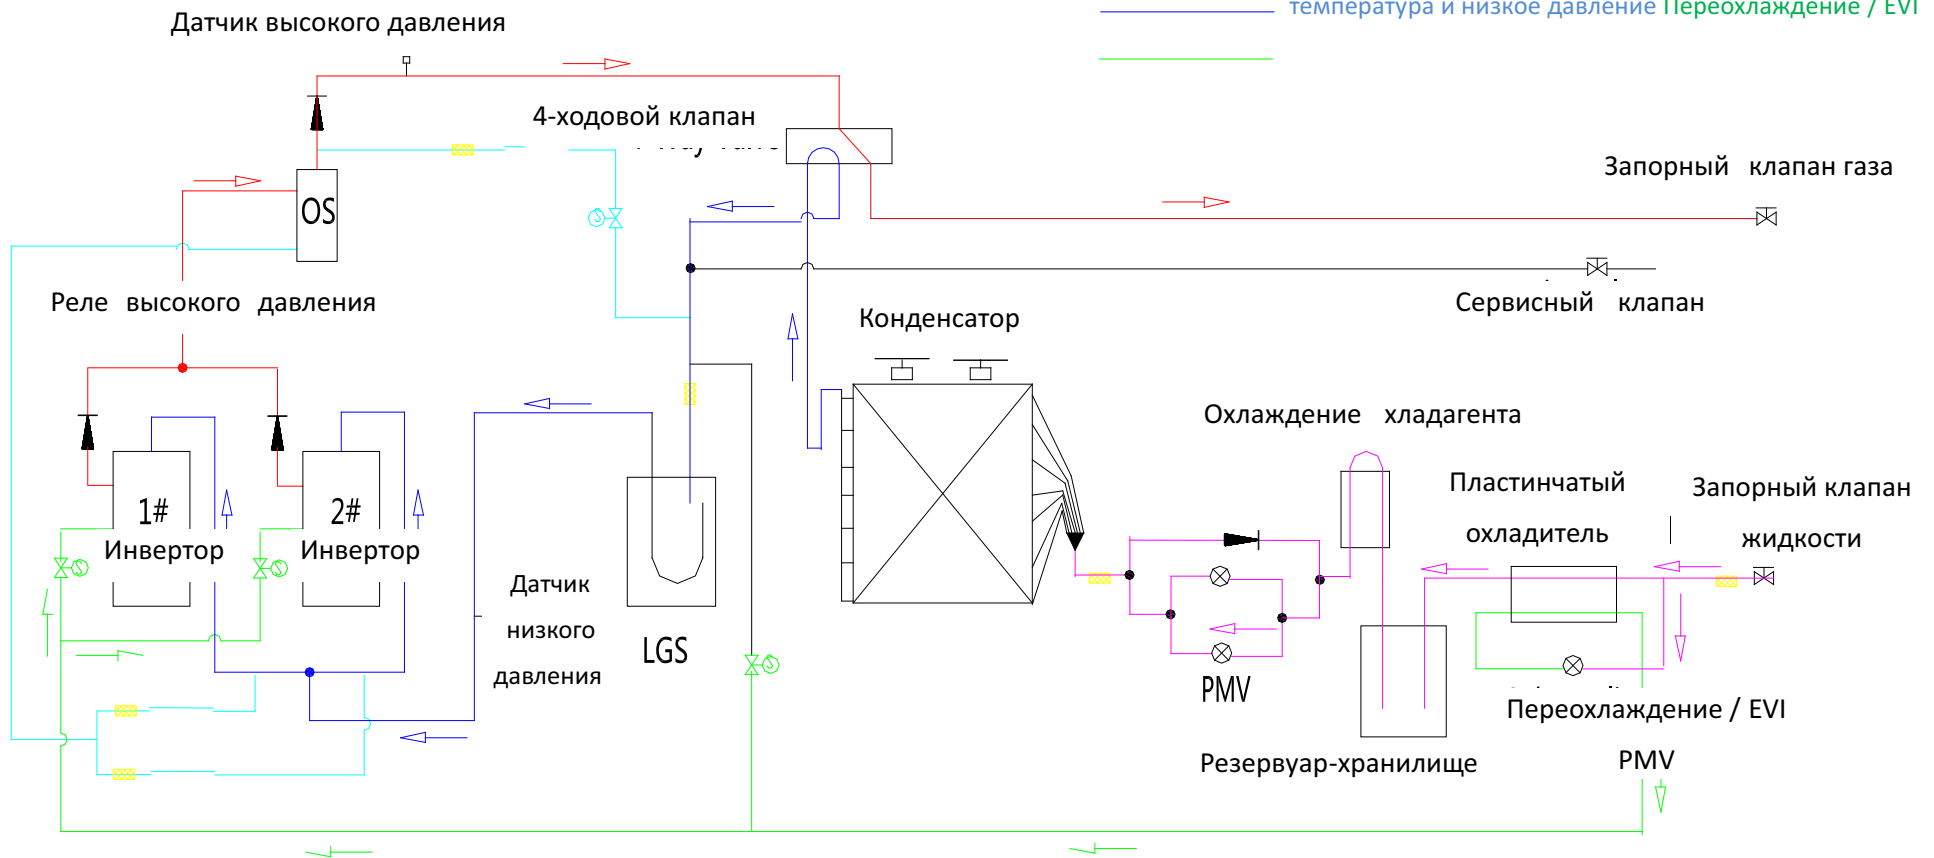 температура и низкое давление Переохлаждение / EVI
Датчик высокого давления
4-ходовой клапан
Запорный клапан газа
OS
Реле высокого давления
Сервисный клапан
Конденсатор
Охлаждение хладагента
Пластинчатый
охладитель
Запорный клапан
жидкости
1#
Инвертор
2#
Инвертор
Датчик
низкого
давления
LGS
PMV
Резервуар-хранилище
Переохлаждение / EVI
PMV